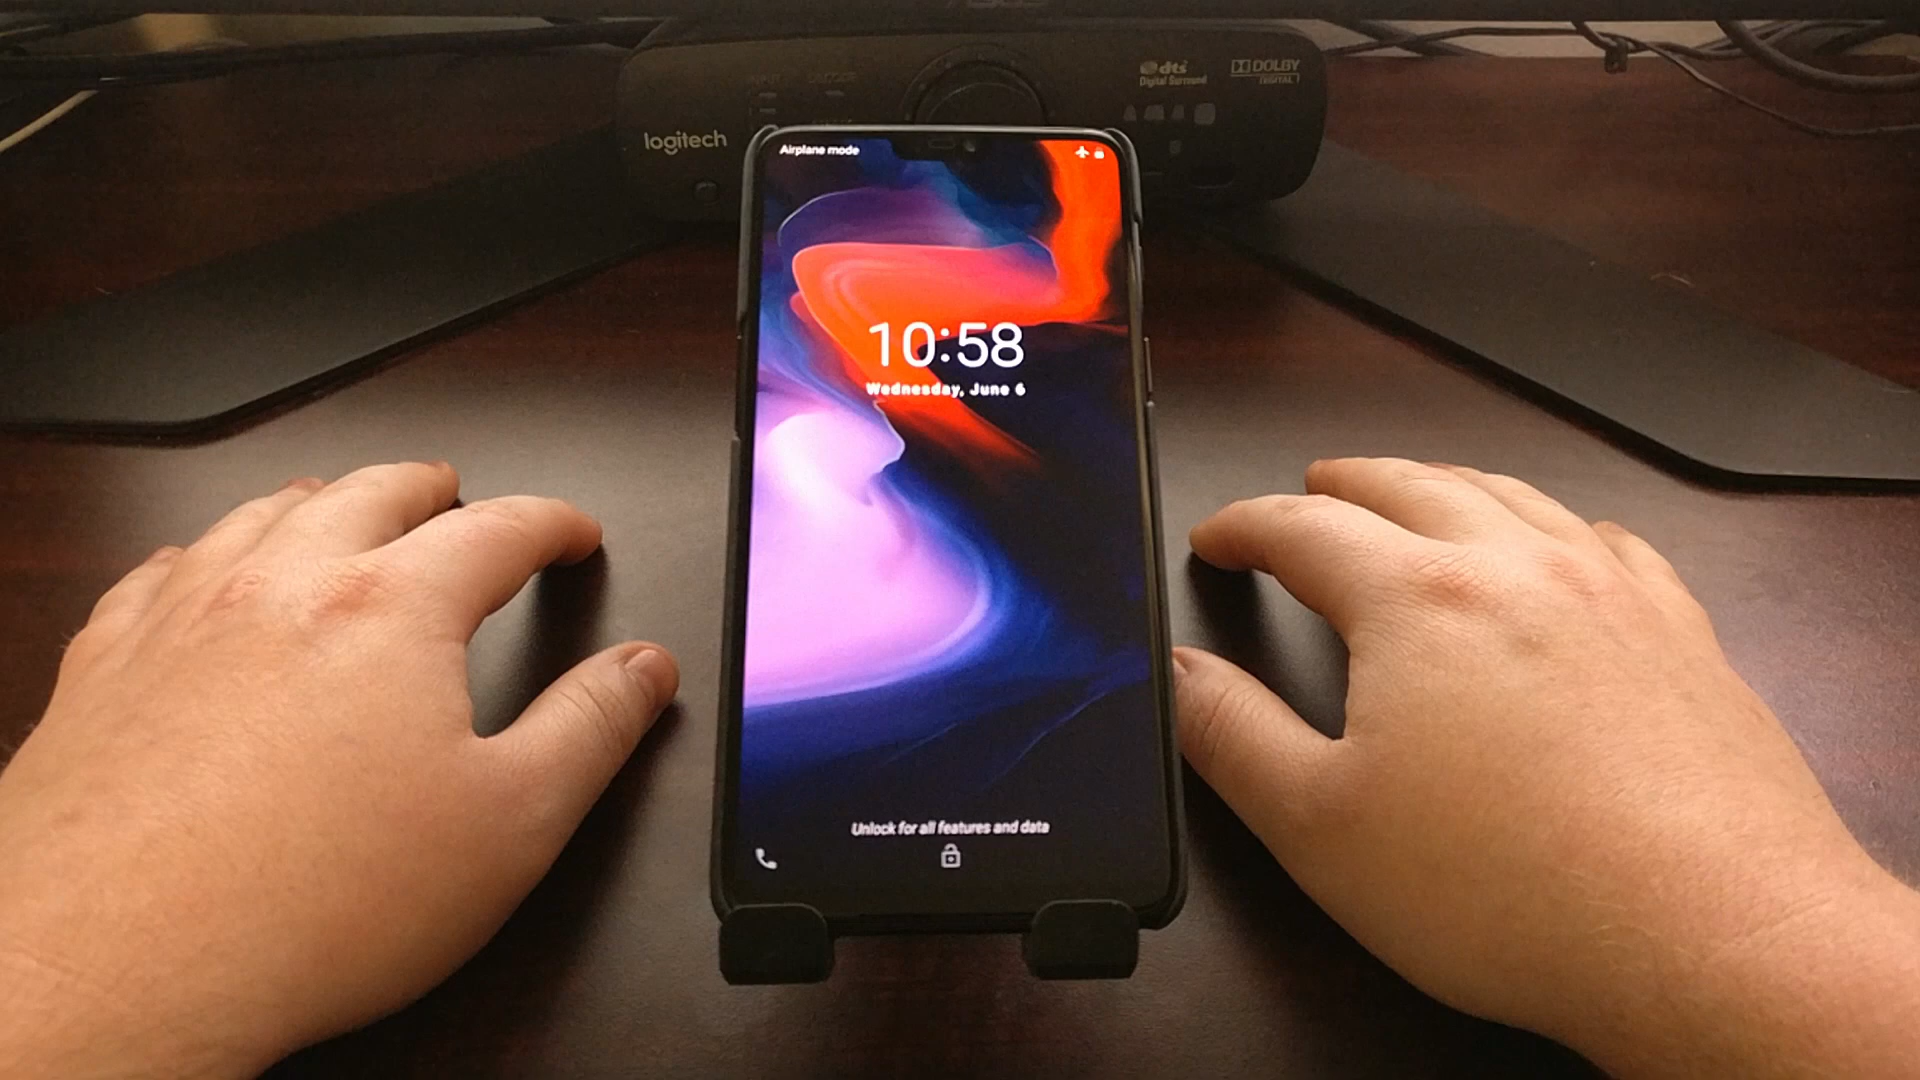 dts
Digital Surround
DOLBY
DIGITAL
logitech
Airplane mode
10:58
Wednesday, June 6
Unlock for all features and data